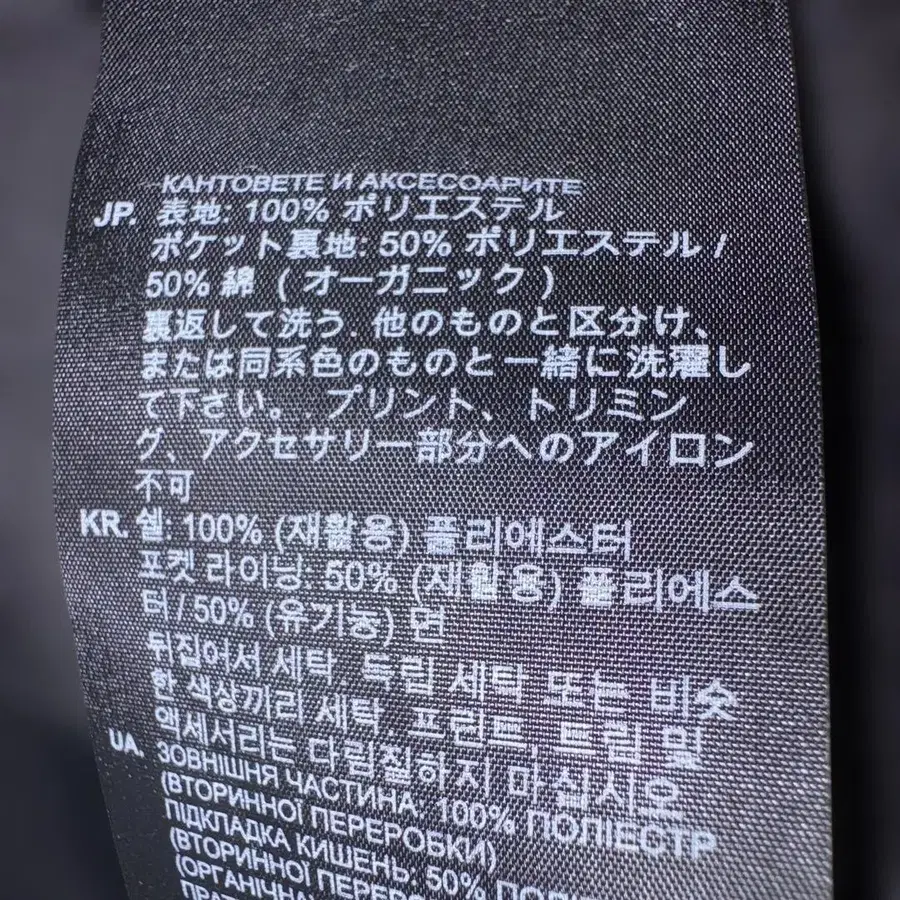 КАНТОВЕТЕ И АКСЕСОАРИТЕ
JP. 表地: 100% ポリエステル
ポケット裏地: 50% ポリエステル /
50% 綿 ( オーガニック )
裏返して洗う. 他のものと区分け、
または同系色のものと一緒に洗濯し
て下さい。. プリント、トリミン
グ、アクセサリー部分へのアイロン
不可
KR. 쉘: 100% (재활용) 폴리에스터
포켓 라이닝: 50% (재활용) 폴리에스
터 / 50% (유기농) 면
뒤집어서 세탁. 독립 세탁 또는 비슷
한 색상끼리 세탁. 프린트, 트림 및
액세서리는 다림질하지 마십시오
UA. ЗОВНІШНЯ ЧАСТИНА: 100% ПОЛІЕСТР
(ВТОРИННОЇ ПЕРЕРОБКИ)
ПІДКЛАДКА КИШЕНЬ: 50% ПОЛІ
(ВТОРИННОЇ ПЕРЕРО
(ОРГАНІЧНА)
ПРАТ